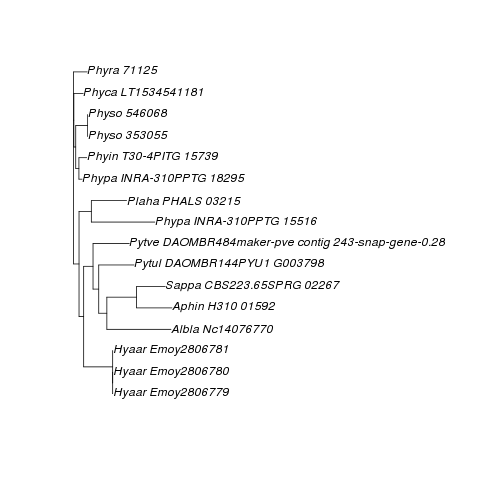 Phyra 71125
Phyca LT1534541181
Physo 546068
Physo 353055
Phyin T30-4PITG 15739
Phypa INRA-310PPTG 18295
Plaha PHALS 03215
Phypa INRA-310PPTG 15516
Pytve DAOMBR484maker-pve contig 243-snap-gene-0.28
Pytul DAOMBR144PYU1 G003798
Sappa CBS223.65SPRG 02267
Aphin H310 01592
Albla Nc14076770
Hyaar Emoy2806781
Hyaar Emoy2806780
Hyaar Emoy2806779